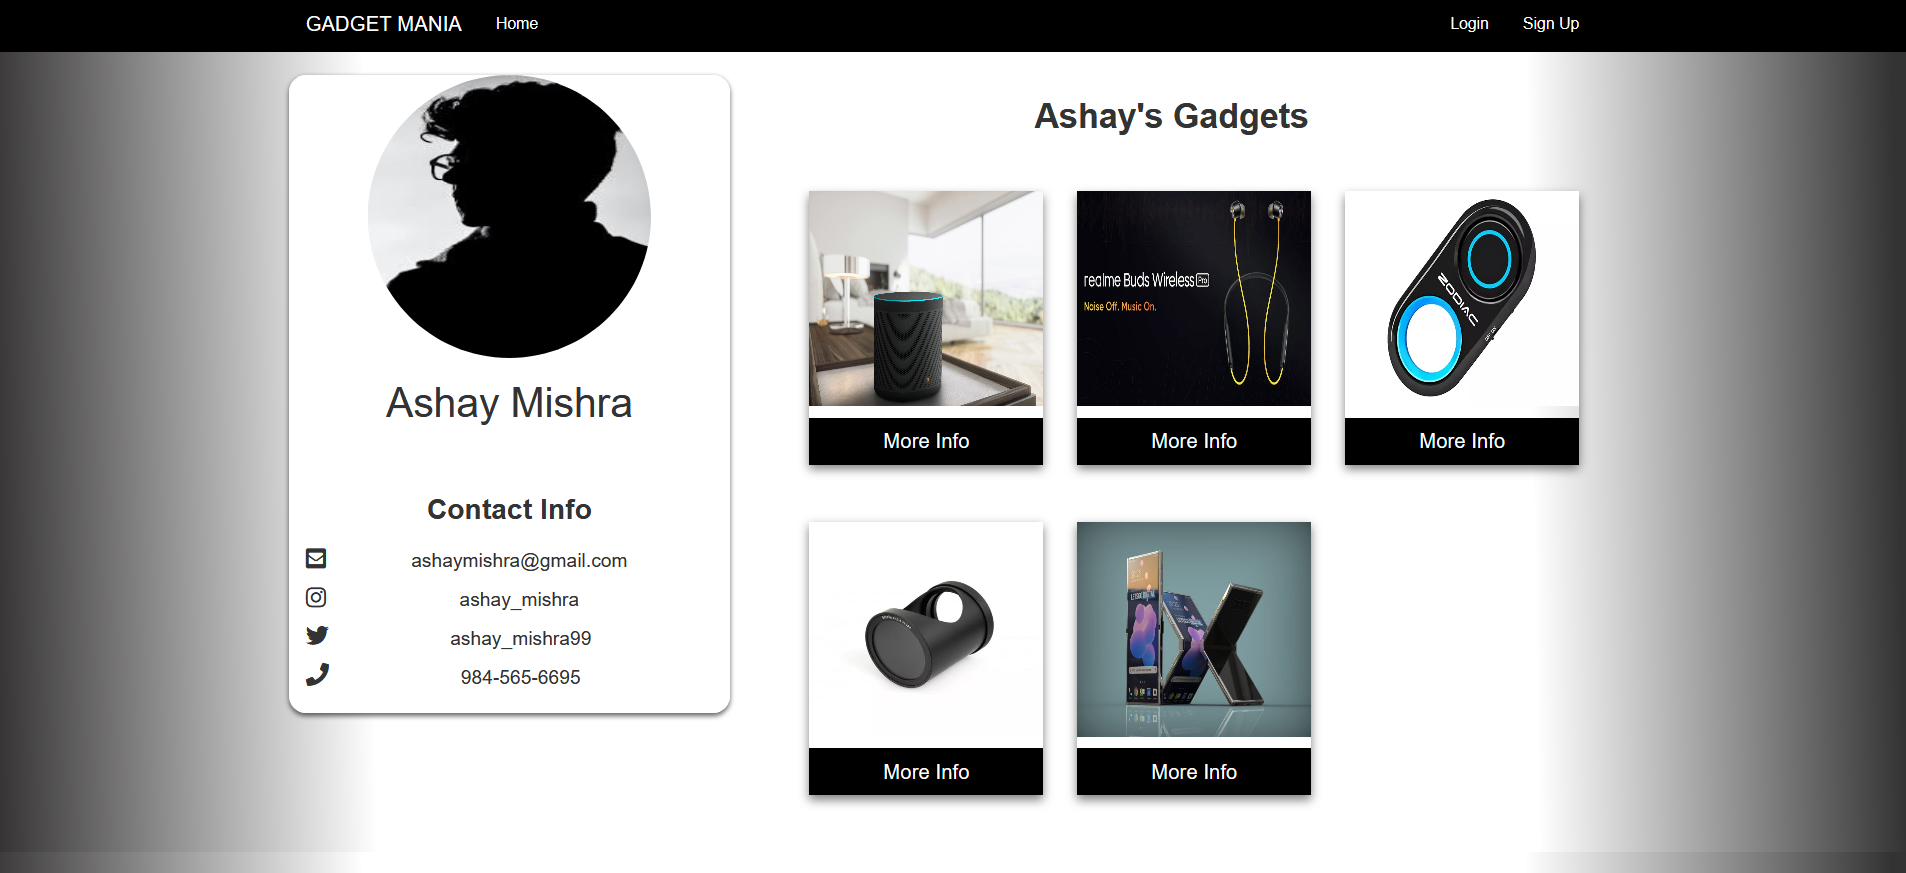 GADGET MANIA
Home
Login
Sign Up
Ashay Mishra
Contact Info
ashaymishra@gmail.com
ashay_mishra
ashay_mishra99
984-565-6695
Ashay's Gadgets
realme Buds Wireless Pro
Noise Off. Music On.
ZODIAC
More Info
More Info
More Info
More Info
More Info